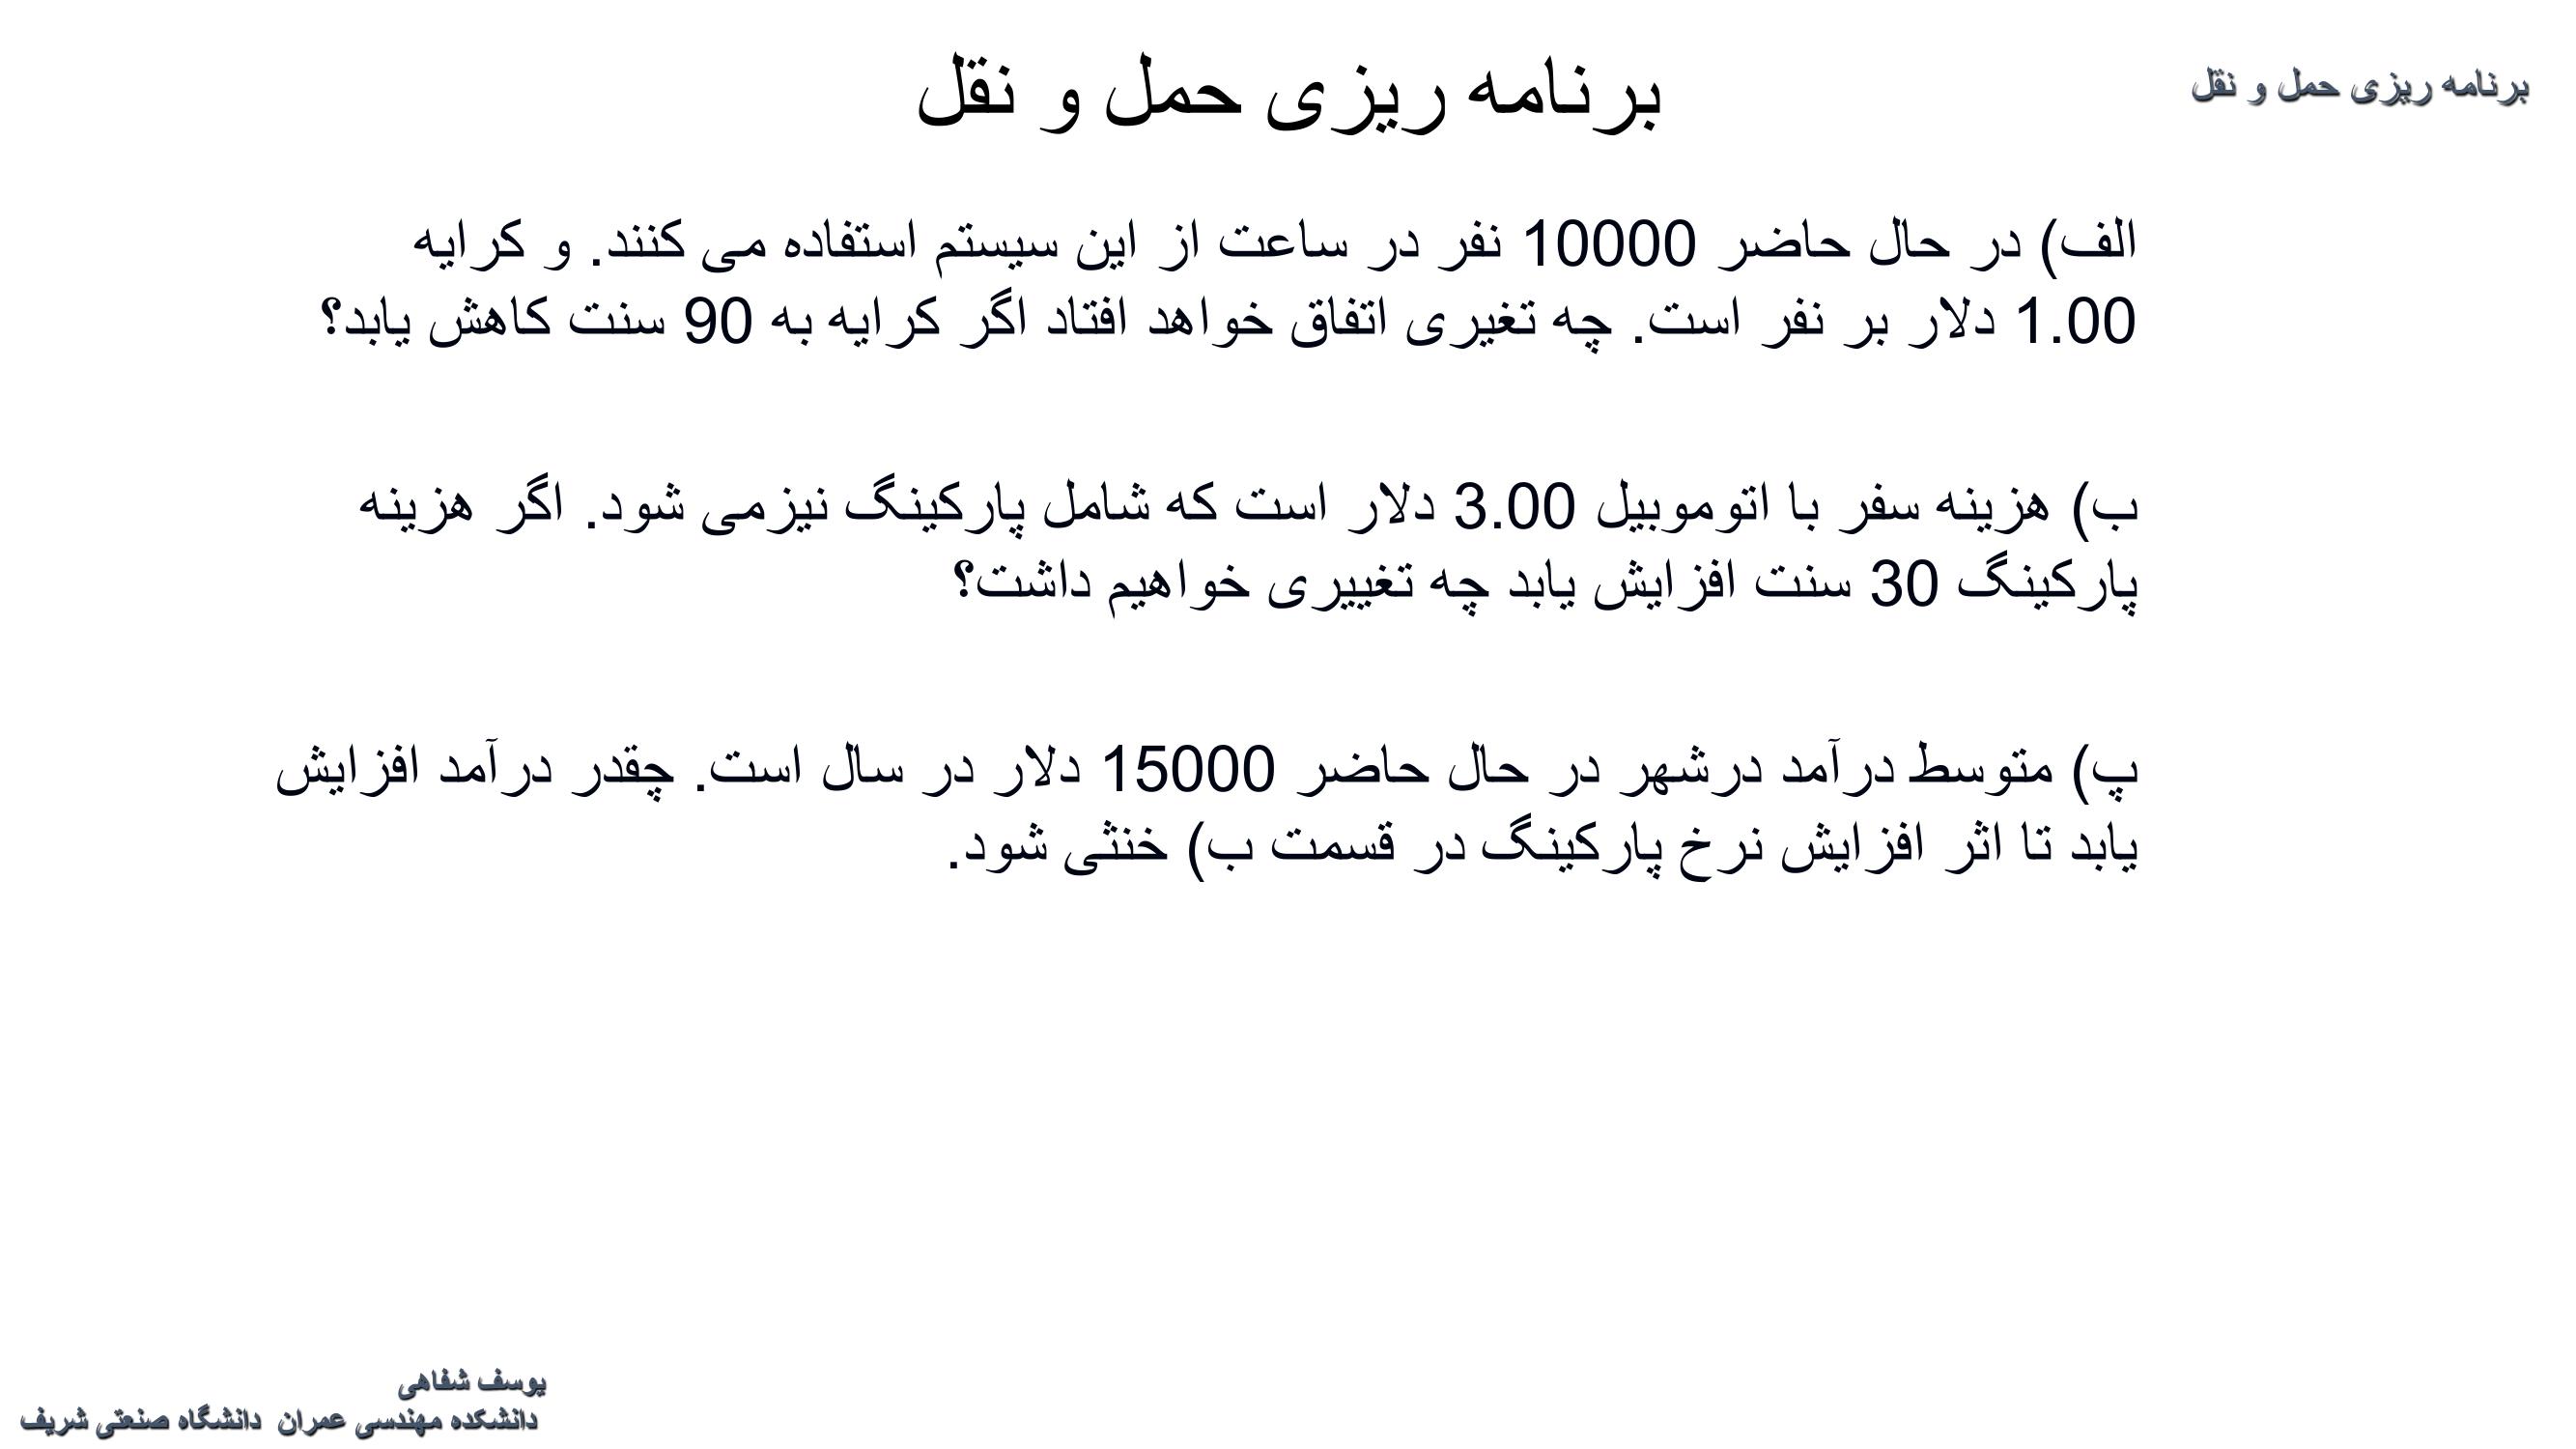 برنامه ریزی حمل و نقل
برنامه ریزی حمل و نقل
الف) در حال حاضر 10000 نفر در ساعت از این سیستم استفاده می کنند. و کرایه
1.00 دلار بر نفر است. چه تغیری اتفاق خواهد افتاد اگر کرایه به 90 سنت کاهش یابد؟
ب) هزینه سفر با اتوموبیل 3.00 دلار است که شامل پارکینگ نیزمی شود. اگر هزینه
پارکینگ 30 سنت افزایش یابد چه تغییری خواهیم داشت؟
پ) متوسط درآمد درشهر در حال حاضر 15000 دلار در سال است. چقدر درآمد افزایش
یابد تا اثر افزایش نرخ پارکینگ در قسمت ب) خنثی شود.
یوسف شفاهی
دانشکده مهندسی عمران دانشگاه صنعتی شریف